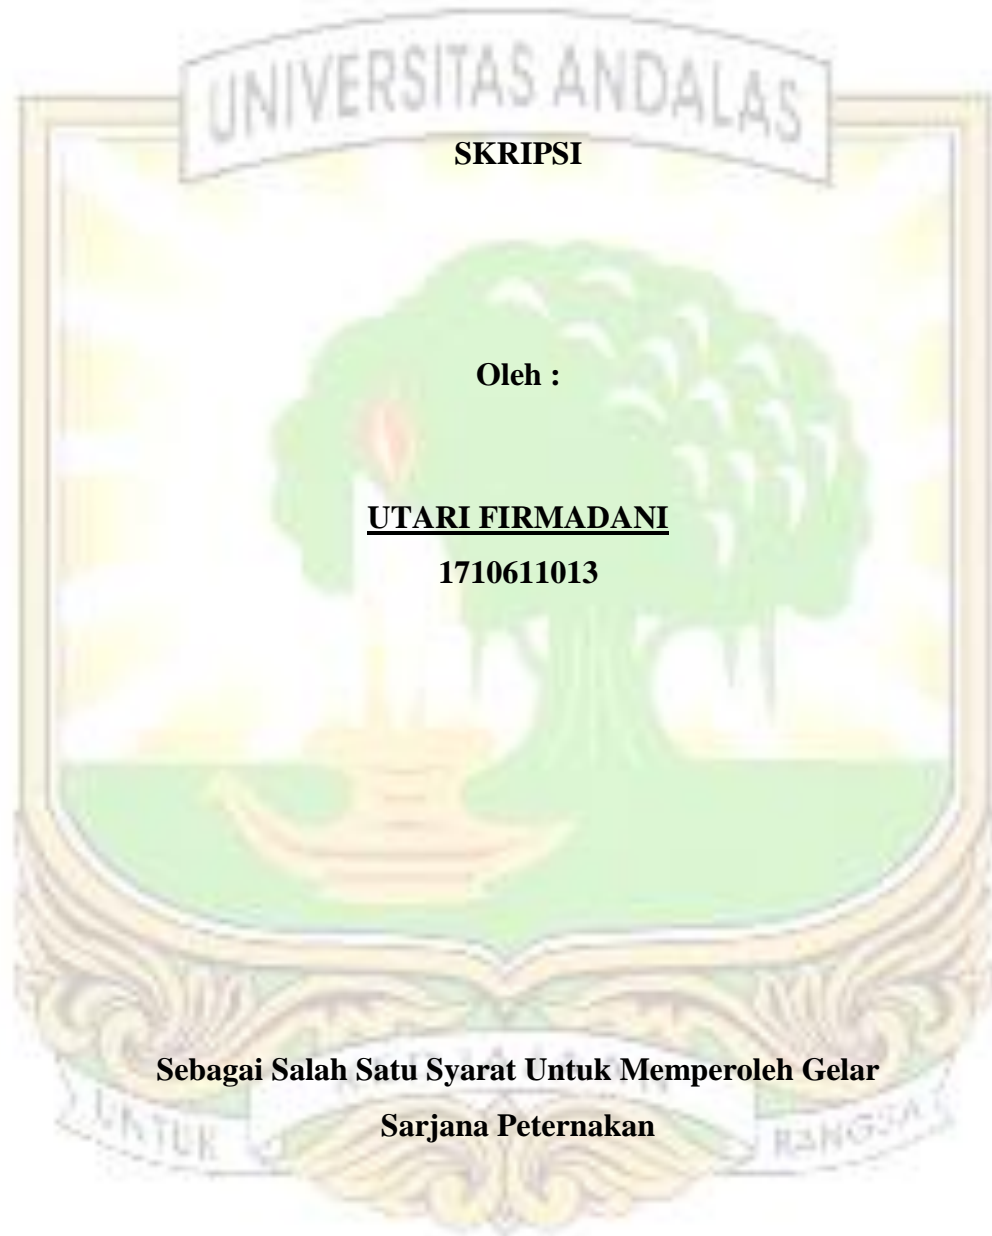 UNIVERSITAS ANDALAS
SKRIPSI
Oleh :
UTARI FIRMADANI
1710611013
Sebagai Salah Satu Syarat Untuk Memperoleh Gelar
Sarjana Peternakan
UNTUK
BANGSA